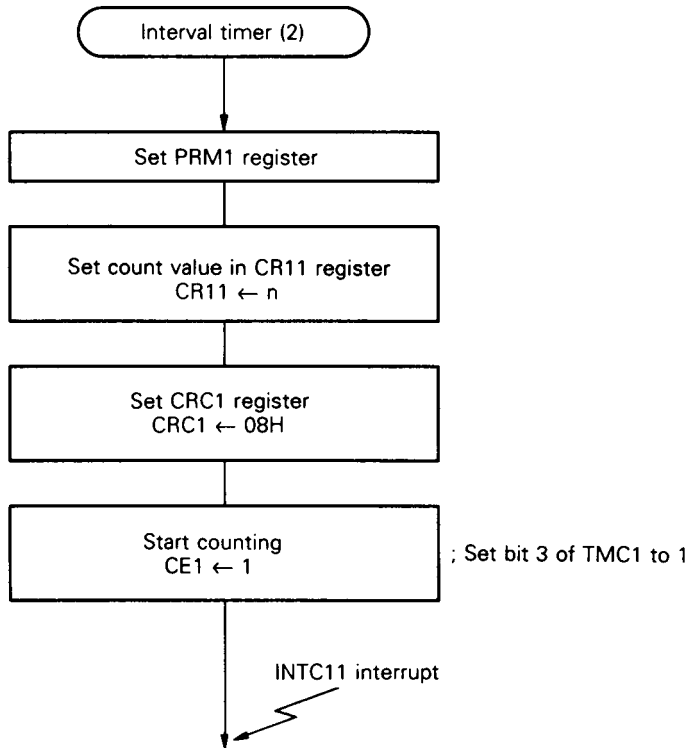 Interval timer (2)
Set PRM1 register
Set count value in CR11 register
CR11 ← n
Set CRC1 register
CRC1 ← 08H
Start counting
CE1 ← 1
; Set bit 3 of TMC1 to 1
INTC11 interrupt